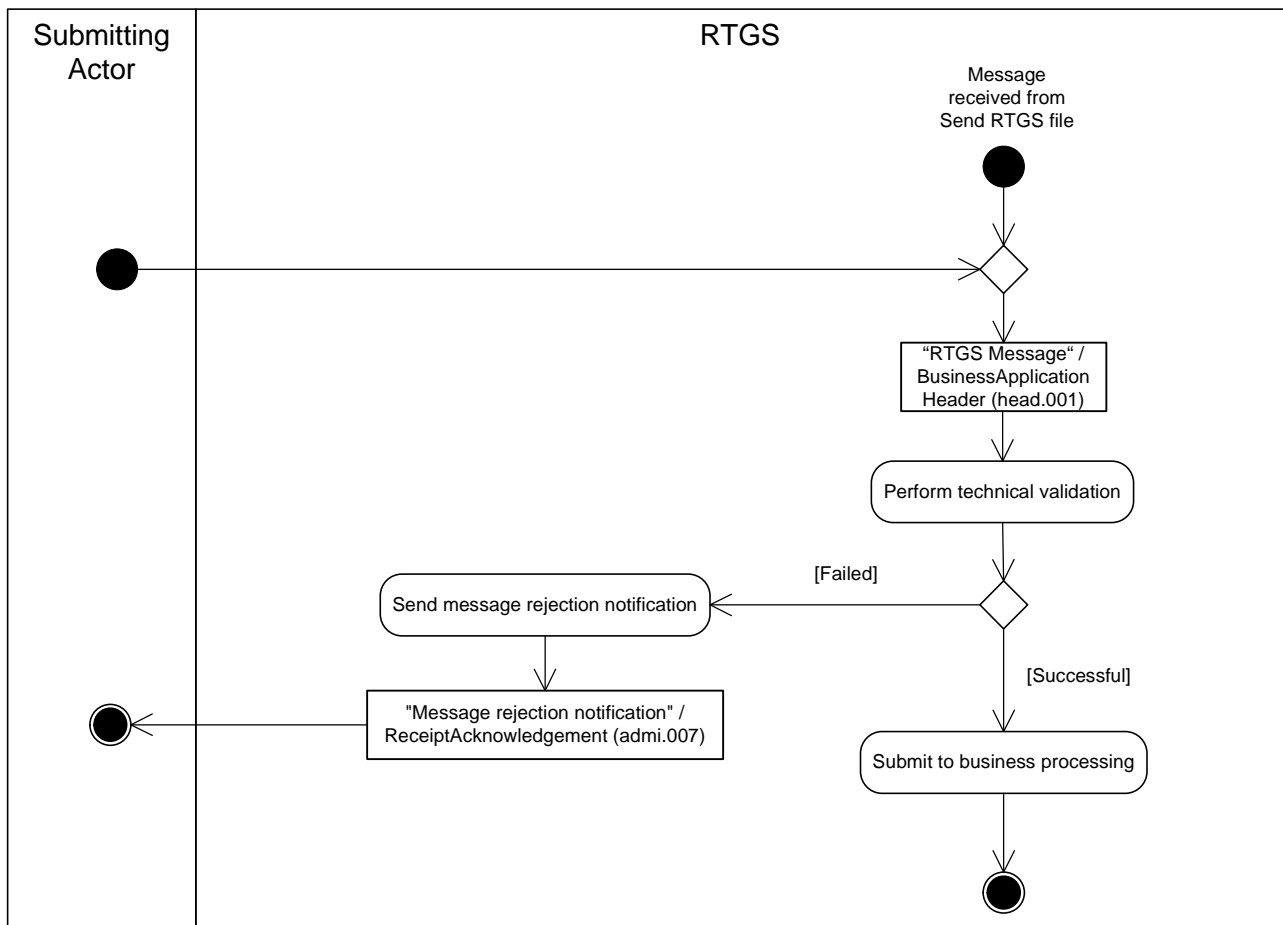 Submitting
Actor
RTGS
Message
received from
Send RTGS file
“RTGS Message“ /
BusinessApplication
Header (head.001)
Perform technical validation
[Failed]
Send message rejection notification
[Successful]
"Message rejection notification" /
ReceiptAcknowledgement (admi.007)
Submit to business processing